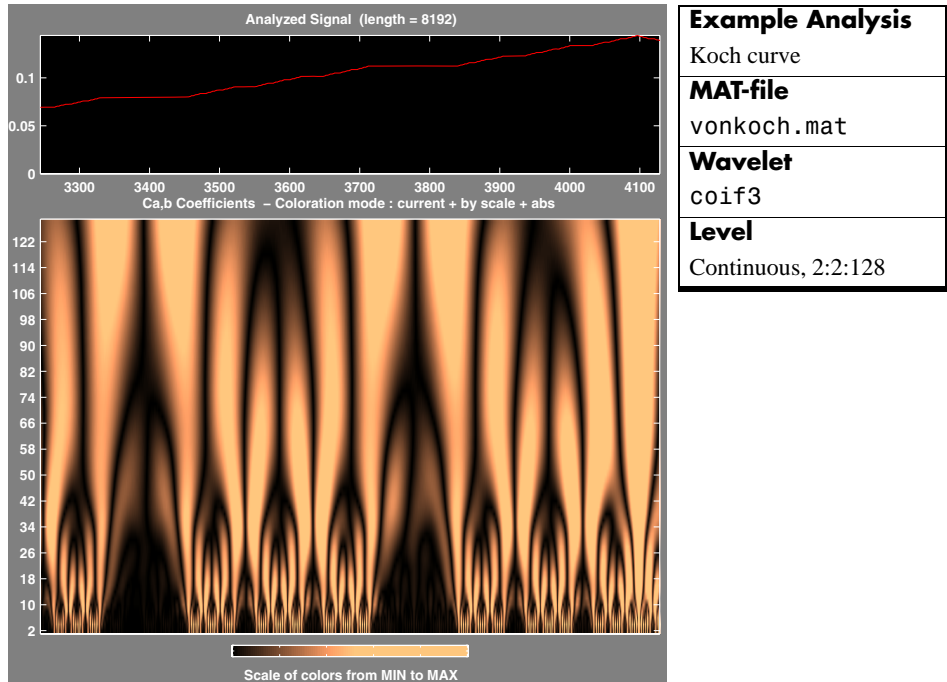 Analyzed Signal (length = 8192)
0.1
0.05
0
3300 3400 3500 3600 3700 3800 3900 4000 4100
Ca,b Coefficients – Coloration mode : current + by scale + abs
122
114
106
98
90
82
74
66
58
50
42
34
26
18
10
2
Scale of colors from MIN to MAX
Example Analysis
Koch curve
MAT-file
vonkoch.mat
Wavelet
coif3
Level
Continuous, 2:2:128